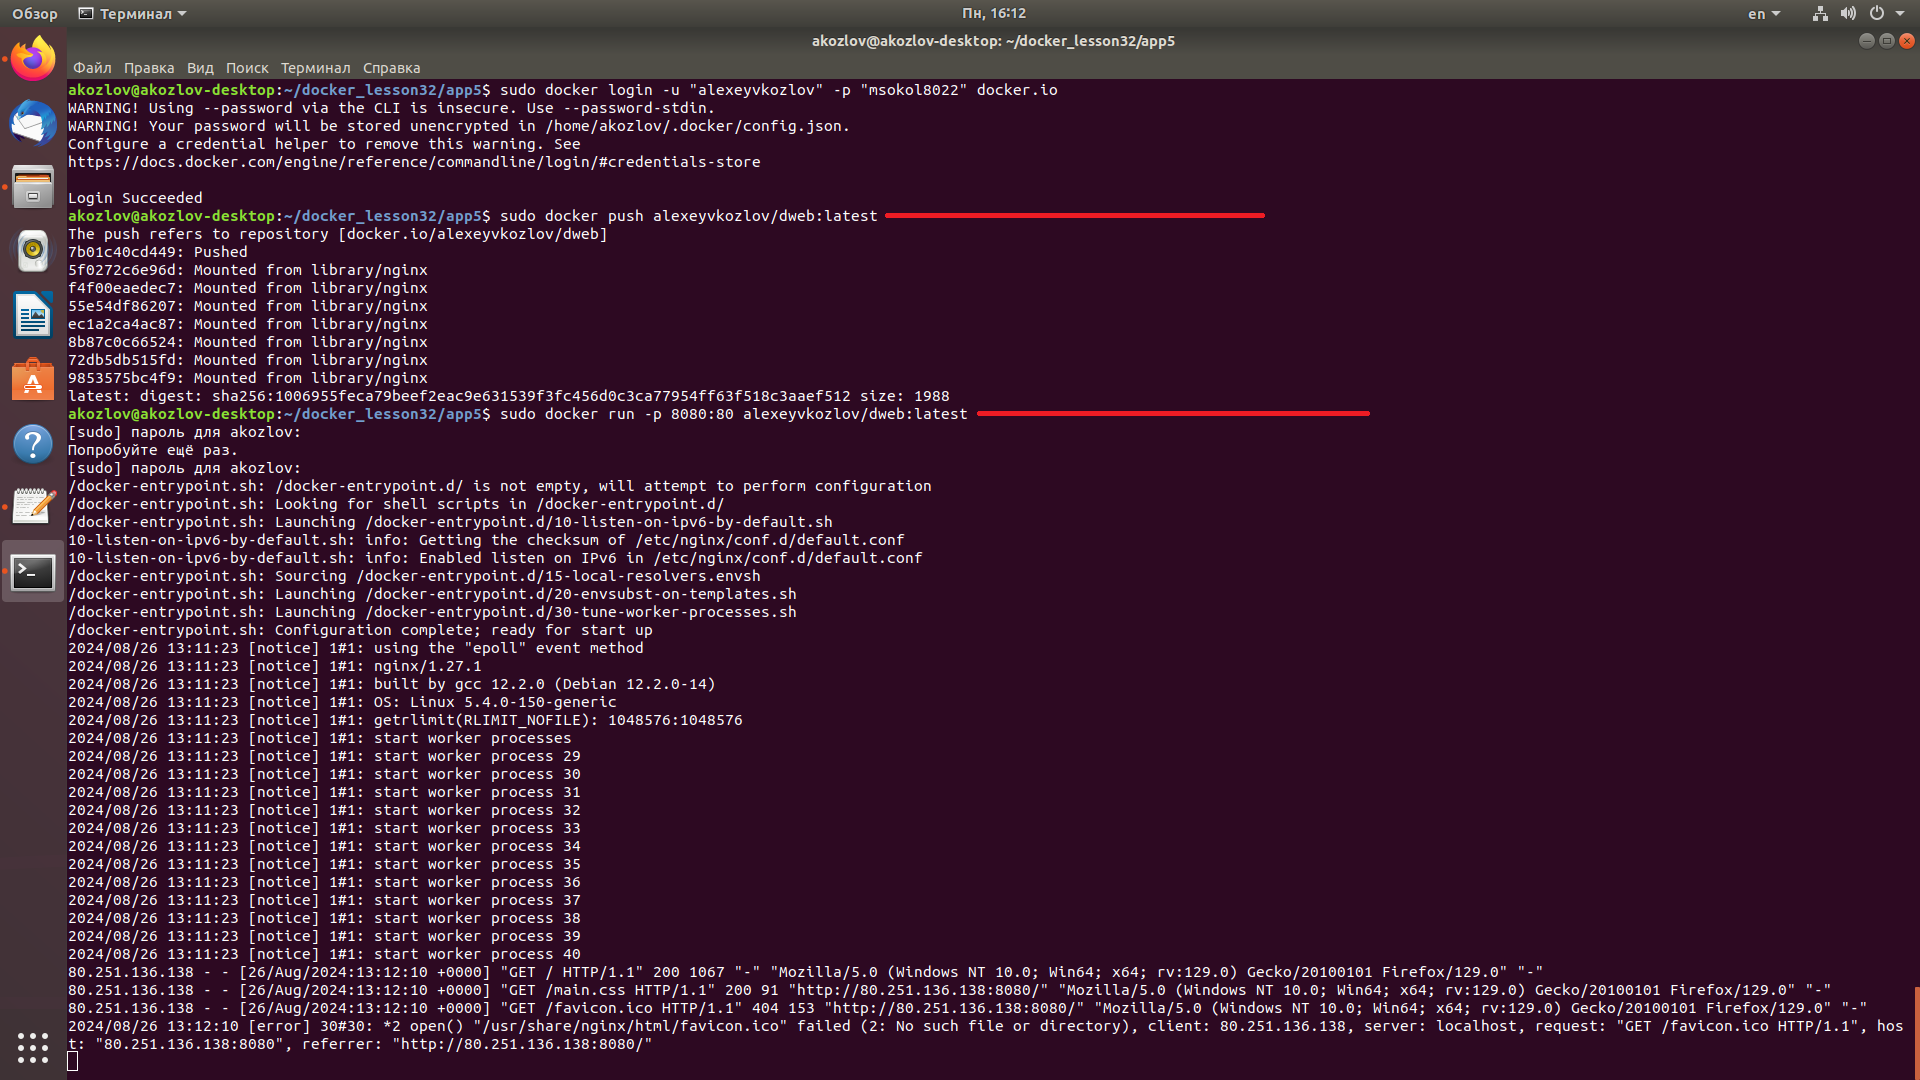 Обзор
Терминал
Пн, 16:12
en
akozlov@akozlov-desktop: ~/docker_lesson32/app5
Файл Правка Вид Поиск Терминал Справка
akozlov@akozlov-desktop:~/docker_lesson32/app5$ sudo docker login -u "alexeyvkozlov" -p "msokol8022" docker.io
WARNING! Using --password via the CLI is insecure. Use --password-stdin.
WARNING! Your password will be stored unencrypted in /home/akozlov/.docker/config.json.
Configure a credential helper to remove this warning. See
https://docs.docker.com/engine/reference/commandline/login/#credentials-store
Login Succeeded
akozlov@akozlov-desktop:~/docker_lesson32/app5$ sudo docker push alexeyvkozlov/dweb:latest
The push refers to repository [docker.io/alexeyvkozlov/dweb]
7b01c40cd449: Pushed
5f0272c6e96d: Mounted from library/nginx
f4f00eaedec7: Mounted from library/nginx
55e54df86207: Mounted from library/nginx
ec1a2ca4ac87: Mounted from library/nginx
8b87c0c66524: Mounted from library/nginx
72db5db515fd: Mounted from library/nginx
9853575bc4f9: Mounted from library/nginx
latest: digest: sha256:1006955feca79beef2eac9e631539f3fc456d0c3ca77954ff63f518c3aaef512 size: 1988
akozlov@akozlov-desktop:~/docker_lesson32/app5$ sudo docker run -p 8080:80 alexeyvkozlov/dweb:latest
[sudo] пароль для akozlov:
Попробуйте ещё раз.
[sudo] пароль для akozlov:
/docker-entrypoint.sh: /docker-entrypoint.d/ is not empty, will attempt to perform configuration
/docker-entrypoint.sh: Looking for shell scripts in /docker-entrypoint.d/
/docker-entrypoint.sh: Launching /docker-entrypoint.d/10-listen-on-ipv6-by-default.sh
10-listen-on-ipv6-by-default.sh: info: Getting the checksum of /etc/nginx/conf.d/default.conf
10-listen-on-ipv6-by-default.sh: info: Enabled listen on IPv6 in /etc/nginx/conf.d/default.conf
/docker-entrypoint.sh: Sourcing /docker-entrypoint.d/15-local-resolvers.envsh
/docker-entrypoint.sh: Launching /docker-entrypoint.d/20-envsubst-on-templates.sh
/docker-entrypoint.sh: Launching /docker-entrypoint.d/30-tune-worker-processes.sh
/docker-entrypoint.sh: Configuration complete; ready for start up
2024/08/26 13:11:23 [notice] 1#1: using the "epoll" event method
2024/08/26 13:11:23 [notice] 1#1: nginx/1.27.1
2024/08/26 13:11:23 [notice] 1#1: built by gcc 12.2.0 (Debian 12.2.0-14)
2024/08/26 13:11:23 [notice] 1#1: OS: Linux 5.4.0-150-generic
2024/08/26 13:11:23 [notice] 1#1: getrlimit(RLIMIT_NOFILE): 1048576:1048576
2024/08/26 13:11:23 [notice] 1#1: start worker processes
2024/08/26 13:11:23 [notice] 1#1: start worker process 29
2024/08/26 13:11:23 [notice] 1#1: start worker process 30
2024/08/26 13:11:23 [notice] 1#1: start worker process 31
2024/08/26 13:11:23 [notice] 1#1: start worker process 32
2024/08/26 13:11:23 [notice] 1#1: start worker process 33
2024/08/26 13:11:23 [notice] 1#1: start worker process 34
2024/08/26 13:11:23 [notice] 1#1: start worker process 35
2024/08/26 13:11:23 [notice] 1#1: start worker process 36
2024/08/26 13:11:23 [notice] 1#1: start worker process 37
2024/08/26 13:11:23 [notice] 1#1: start worker process 38
2024/08/26 13:11:23 [notice] 1#1: start worker process 39
2024/08/26 13:11:23 [notice] 1#1: start worker process 40
80.251.136.138 - - [26/Aug/2024:13:12:10 +0000] "GET / HTTP/1.1" 200 1067 "-" "Mozilla/5.0 (Windows NT 10.0; Win64; x64; rv:129.0) Gecko/20100101 Firefox/129.0" "-"
80.251.136.138 - - [26/Aug/2024:13:12:10 +0000] "GET /main.css HTTP/1.1" 200 91 "http://80.251.136.138:8080/" "Mozilla/5.0 (Windows NT 10.0; Win64; x64; rv:129.0) Gecko/20100101 Firefox/129.0" "-"
80.251.136.138 - - [26/Aug/2024:13:12:10 +0000] "GET /favicon.ico HTTP/1.1" 404 153 "http://80.251.136.138:8080/" "Mozilla/5.0 (Windows NT 10.0; Win64; x64; rv:129.0) Gecko/20100101 Firefox/129.0" "-"
2024/08/26 13:12:10 [error] 30#30: *2 open() "/usr/share/nginx/html/favicon.ico" failed (2: No such file or directory), client: 80.251.136.138, server: localhost, request: "GET /favicon.ico HTTP/1.1", hos
t: "80.251.136.138:8080", referrer: "http://80.251.136.138:8080/"